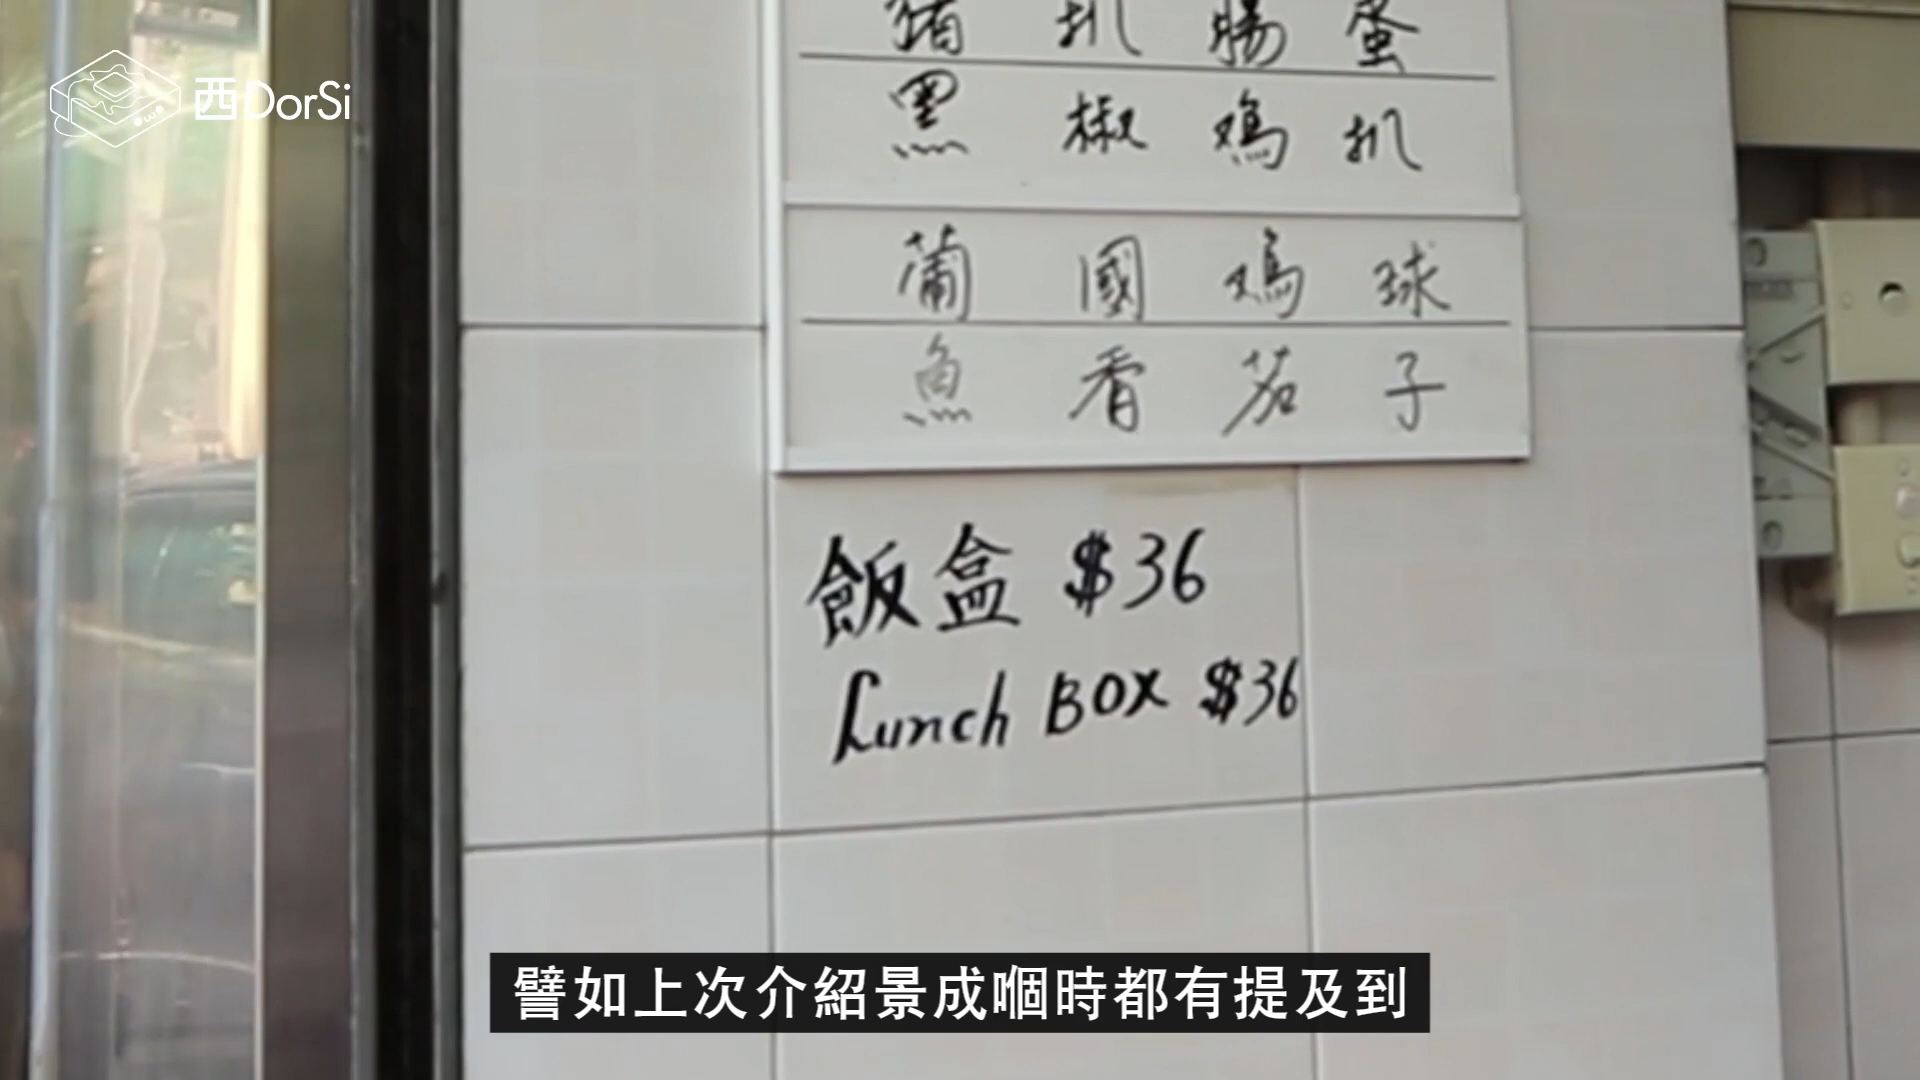 西DorSi
豬扒腸蛋
黑椒鳮扒
葡國鳮球
魚香茄子
飯盒 $36
Lunch BOX $36
譬如上次介紹景成嗰時都有提及到